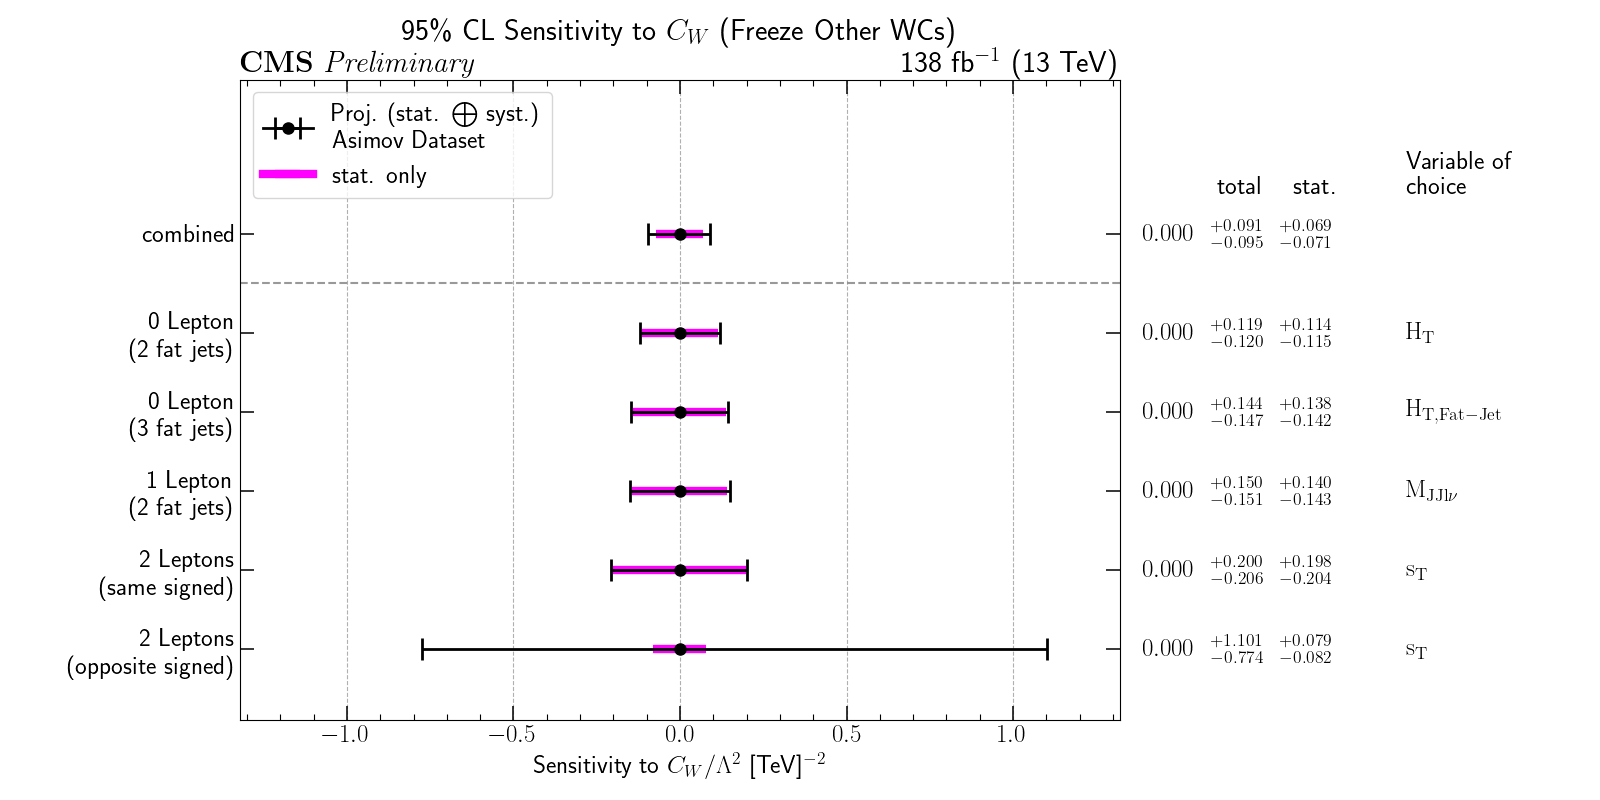 95% CL Sensitivity to C_W (Freeze Other WCs)
CMS Preliminary 138 fb⁻¹ (13 TeV)
Proj. (stat. ⨁ syst.)
Asimov Dataset
stat. only
Variable of
total stat. choice
combined 0.000 +0.091 −0.095 +0.069 −0.071
0 Lepton
(2 fat jets) 0.000 +0.119 −0.120 +0.114 −0.115 H_T
0 Lepton
(3 fat jets) 0.000 +0.144 −0.147 +0.138 −0.142 H_T,Fat−Jet
1 Lepton
(2 fat jets) 0.000 +0.150 −0.151 +0.140 −0.143 M_JJlν
2 Leptons
(same signed) 0.000 +0.200 −0.206 +0.198 −0.204 s_T
2 Leptons
(opposite signed) 0.000 +1.101 −0.774 +0.079 −0.082 s_T
−1.0 −0.5 0.0 0.5 1.0
Sensitivity to C_W/Λ² [TeV]⁻²